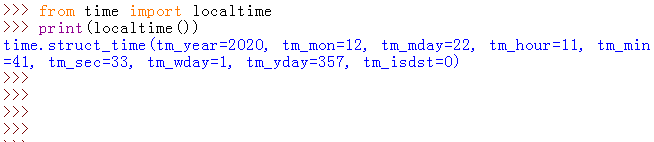 >>> from time import localtime
>>> print(localtime())
time.struct_time(tm_year=2020, tm_mon=12, tm_mday=22, tm_hour=11, tm_min
=41, tm_sec=33, tm_wday=1, tm_yday=357, tm_isdst=0)
>>>
>>>
>>>
>>>